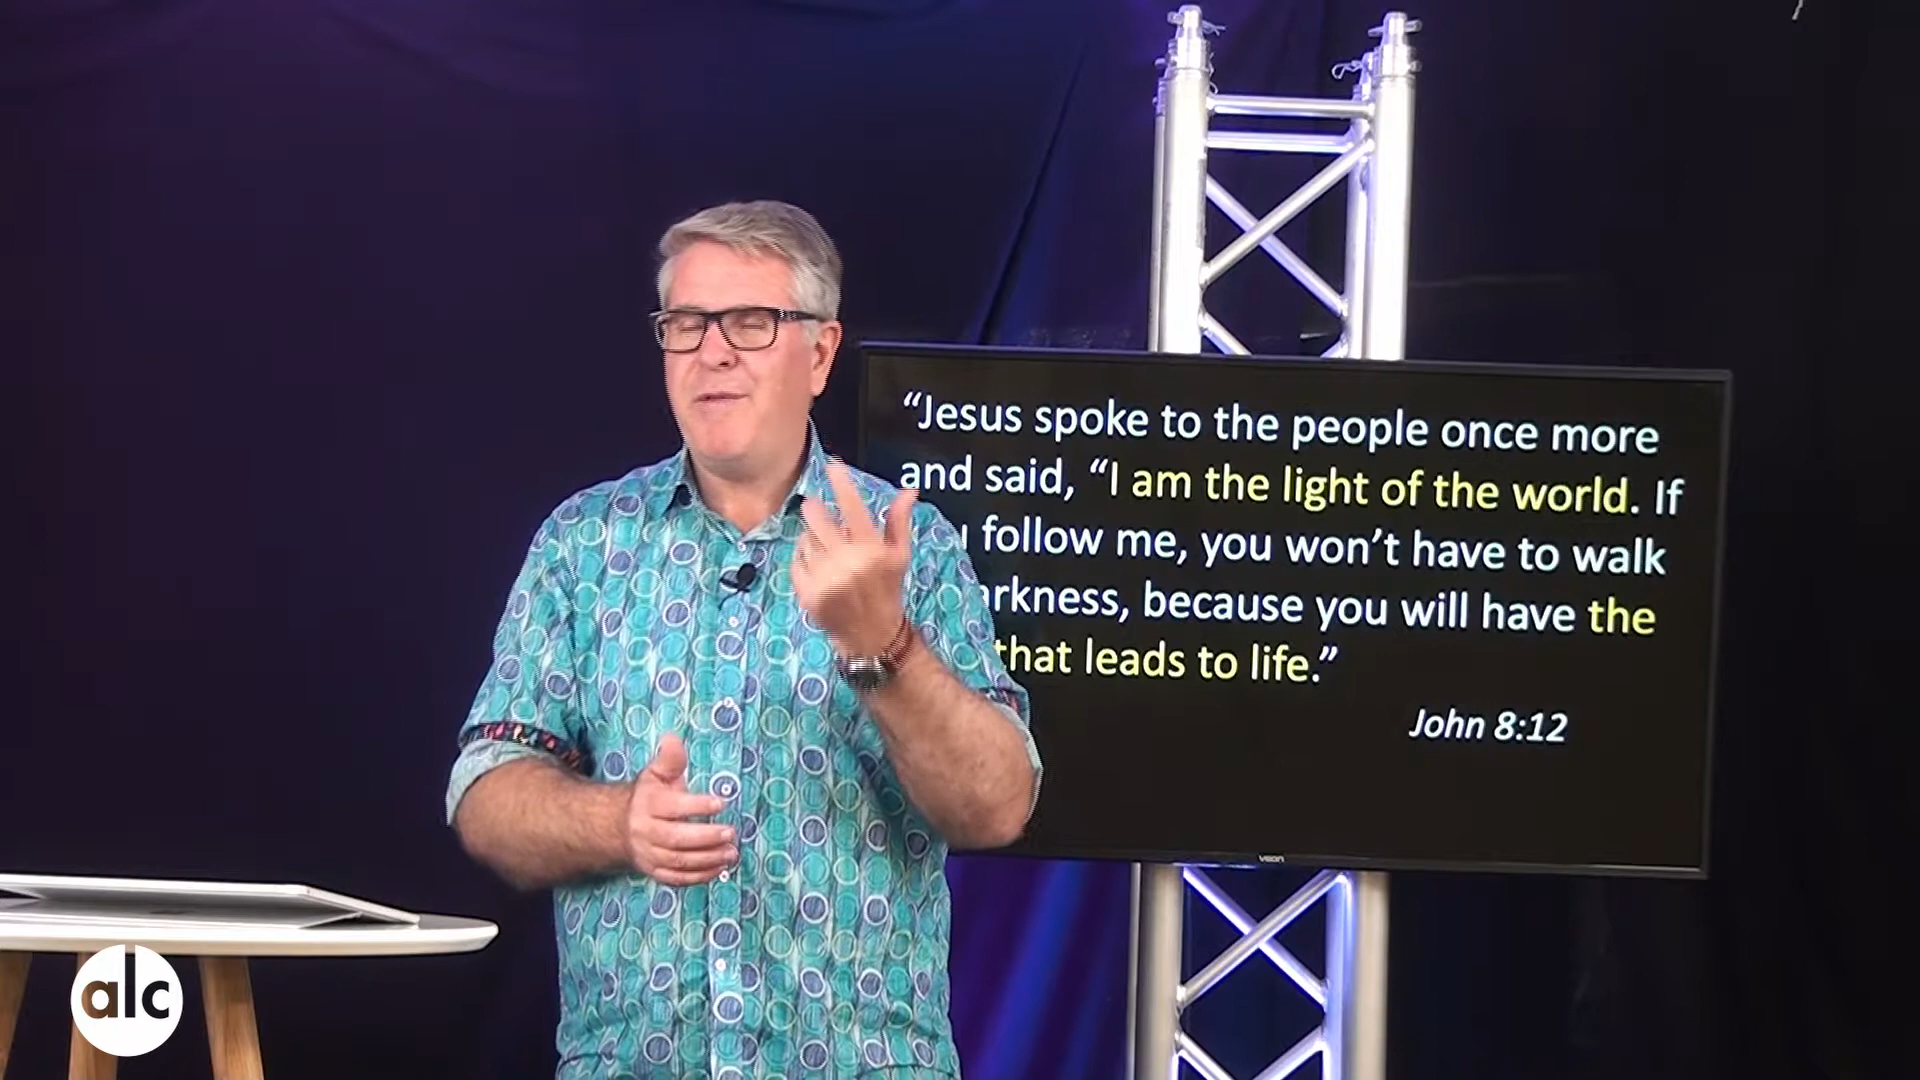 “Jesus spoke to the people once more
and said, “I am the light of the world. If
follow me, you won’t have to walk
arkness, because you will have the
that leads to life.”
John 8:12
alc